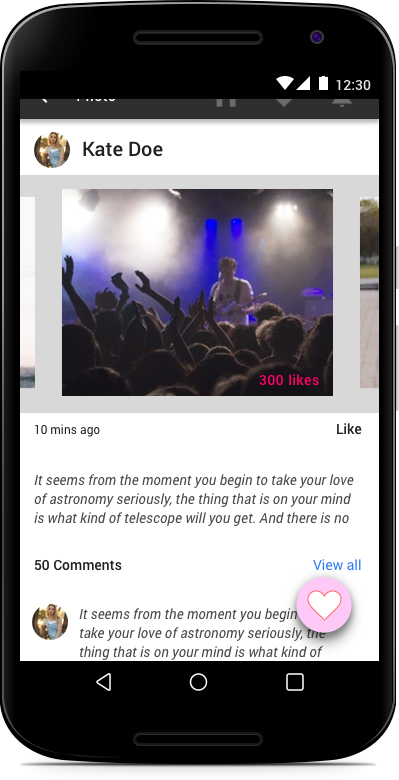 12:30
Photo
Kate Doe
300 likes
10 mins ago
Like
It seems from the moment you begin to take your love
of astronomy seriously, the thing that is on your mind
is what kind of telescope will you get. And there is no
50 Comments
View all
It seems from the moment you begin
take your love of astronomy seriously, the
thing that is on your mind is what kind of